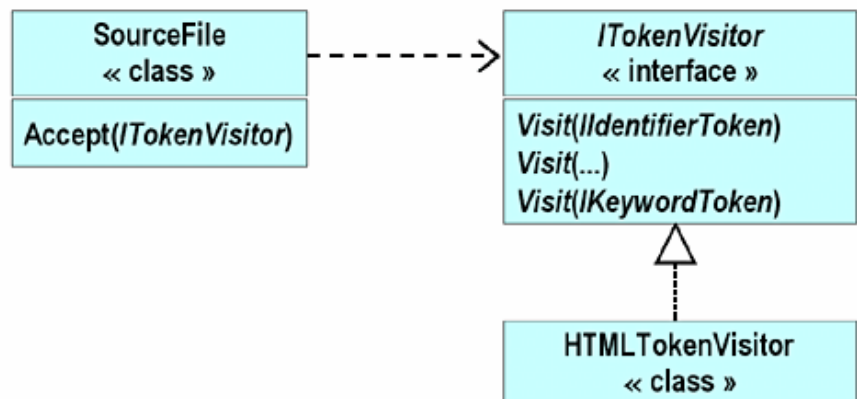 SourceFile
« class »
Accept(ITokenVisitor)
ITokenVisitor
« interface »
Visit(IIdentifierToken)
Visit(...)
Visit(IKeywordToken)
HTMLTokenVisitor
« class »